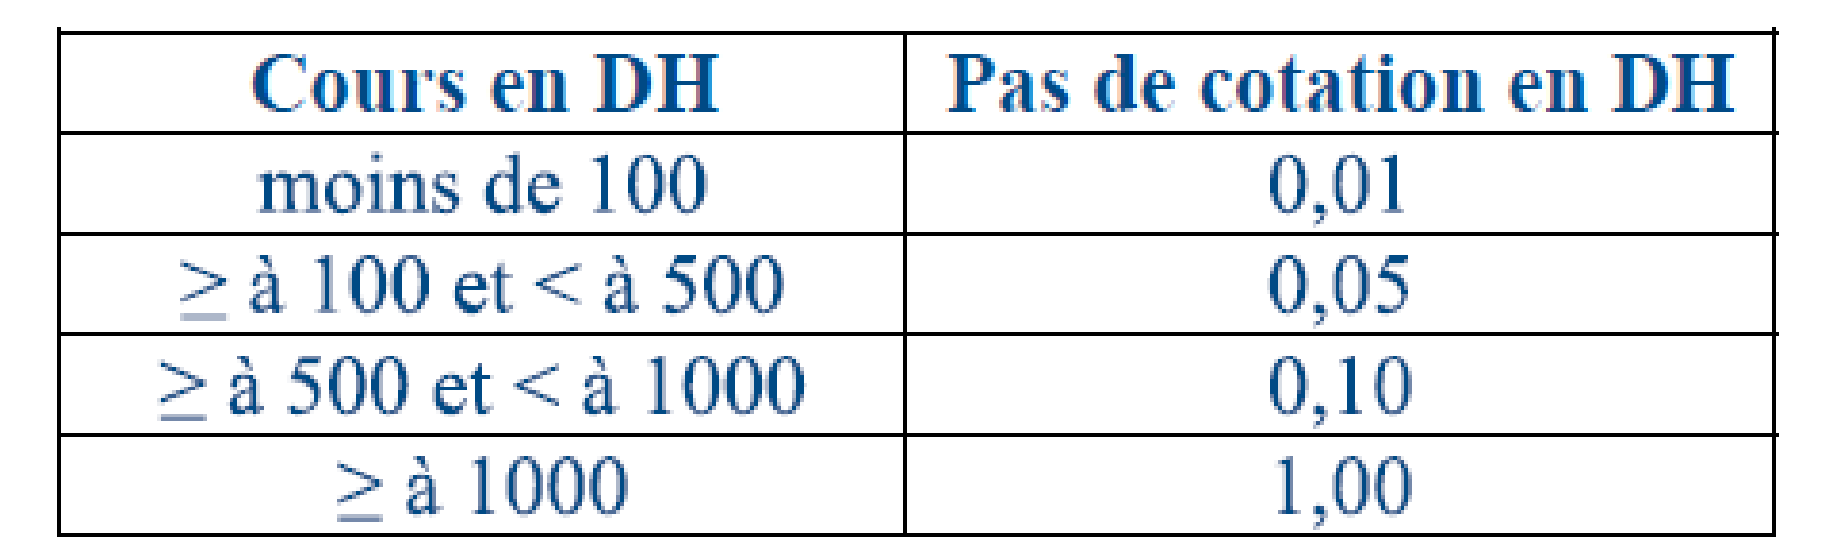 Cours en DH Pas de cotation en DH
moins de 100 0,01
≥ à 100 et < à 500 0,05
≥ à 500 et < à 1000 0,10
≥ à 1000 1,00